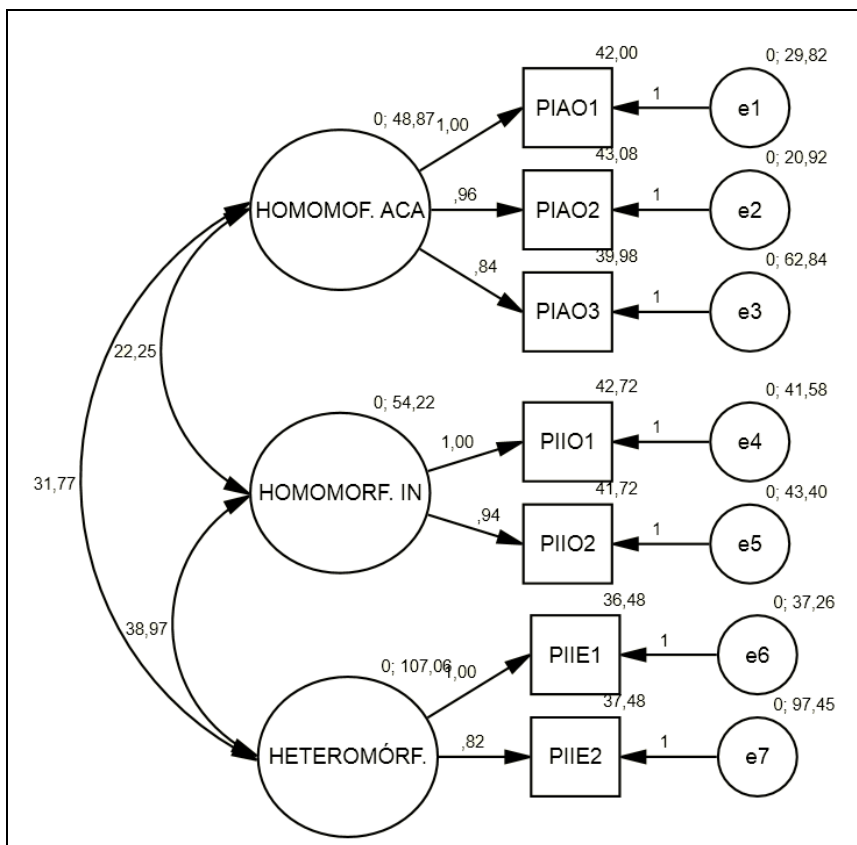 42,00
0; 29,82
0; 48,87
1,00
PIAO1
1
e1
43,08
0; 20,92
HOMOMOF. ACA
,96
PIAO2
1
e2
39,98
0; 62,84
,84
PIAO3
1
e3
22,25
42,72
0; 41,58
0; 54,22
1,00
PIIO1
1
e4
31,77
HOMOMORF. IN
41,72
0; 43,40
,94
PIIO2
1
e5
38,97
36,48
0; 37,26
0; 107,06
1,00
PIIE1
1
e6
37,48
0; 97,45
HETEROMÓRF.
,82
PIIE2
1
e7